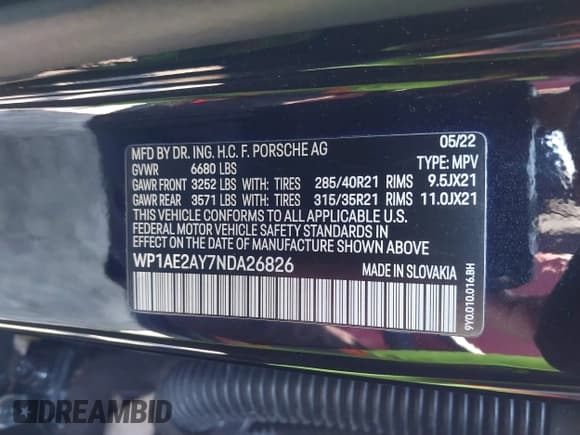 MFD BY DR. ING. H.C. F. PORSCHE AG 05/22
GVWR 6680 LBS TYPE: MPV
GAWR FRONT 3252 LBS WITH: TIRES 285/40R21 RIMS 9.5JX21
GAWR REAR 3571 LBS WITH: TIRES 315/35R21 RIMS 11.0JX21
THIS VEHICLE CONFORMS TO ALL APPLICABLE U.S.
FEDERAL MOTOR VEHICLE SAFETY STANDARDS IN
EFFECT ON THE DATE OF MANUFACTURE SHOWN ABOVE
WP1AE2AY7NDA26826 MADE IN SLOVAKIA
9Y0.010.016.BH
DREAMBID